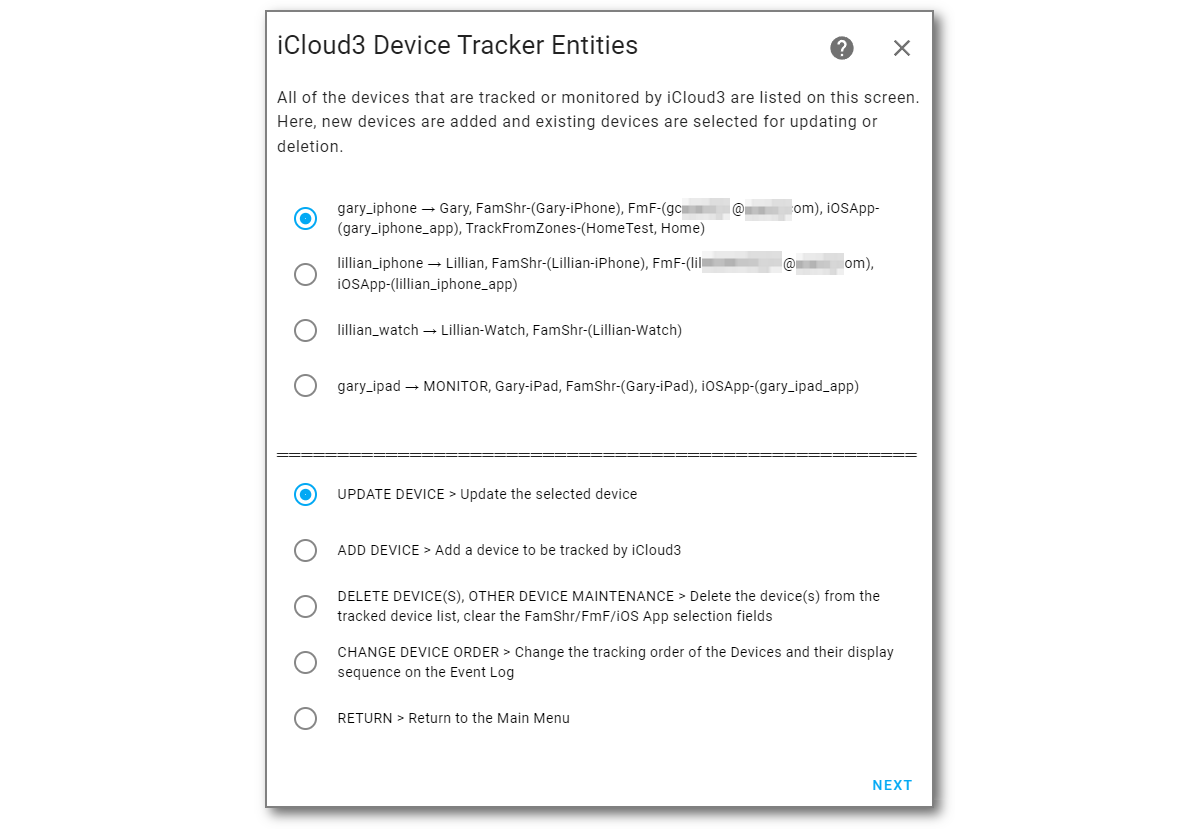 iCloud3 Device Tracker Entities
All of the devices that are tracked or monitored by iCloud3 are listed on this screen.
Here, new devices are added and existing devices are selected for updating or
deletion.
gary_iphone → Gary, FamShr-(Gary-iPhone), FmF-(gc @ om), iOSApp-
(gary_iphone_app), TrackFromZones-(HomeTest, Home)
lillian_iphone → Lillian, FamShr-(Lillian-iPhone), FmF-(lil @ om),
iOSApp-(lillian_iphone_app)
lillian_watch → Lillian-Watch, FamShr-(Lillian-Watch)
gary_ipad → MONITOR, Gary-iPad, FamShr-(Gary-iPad), iOSApp-(gary_ipad_app)
====================================================
UPDATE DEVICE > Update the selected device
ADD DEVICE > Add a device to be tracked by iCloud3
DELETE DEVICE(S), OTHER DEVICE MAINTENANCE > Delete the device(s) from the
tracked device list, clear the FamShr/FmF/iOS App selection fields
CHANGE DEVICE ORDER > Change the tracking order of the Devices and their display
sequence on the Event Log
RETURN > Return to the Main Menu
NEXT